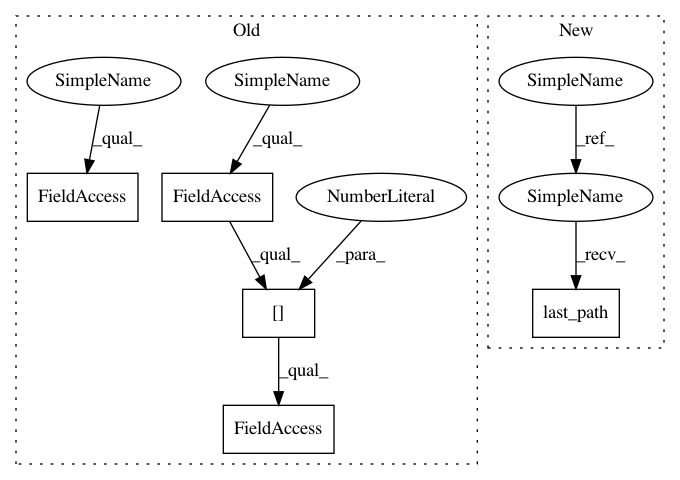 Old
New
SimpleName
SimpleName
SimpleName
_qual_
_qual_
_ref_
FieldAccess
FieldAccess
NumberLiteral
SimpleName
_qual_
_para_
_recv_
[]
last_path
_qual_
FieldAccess